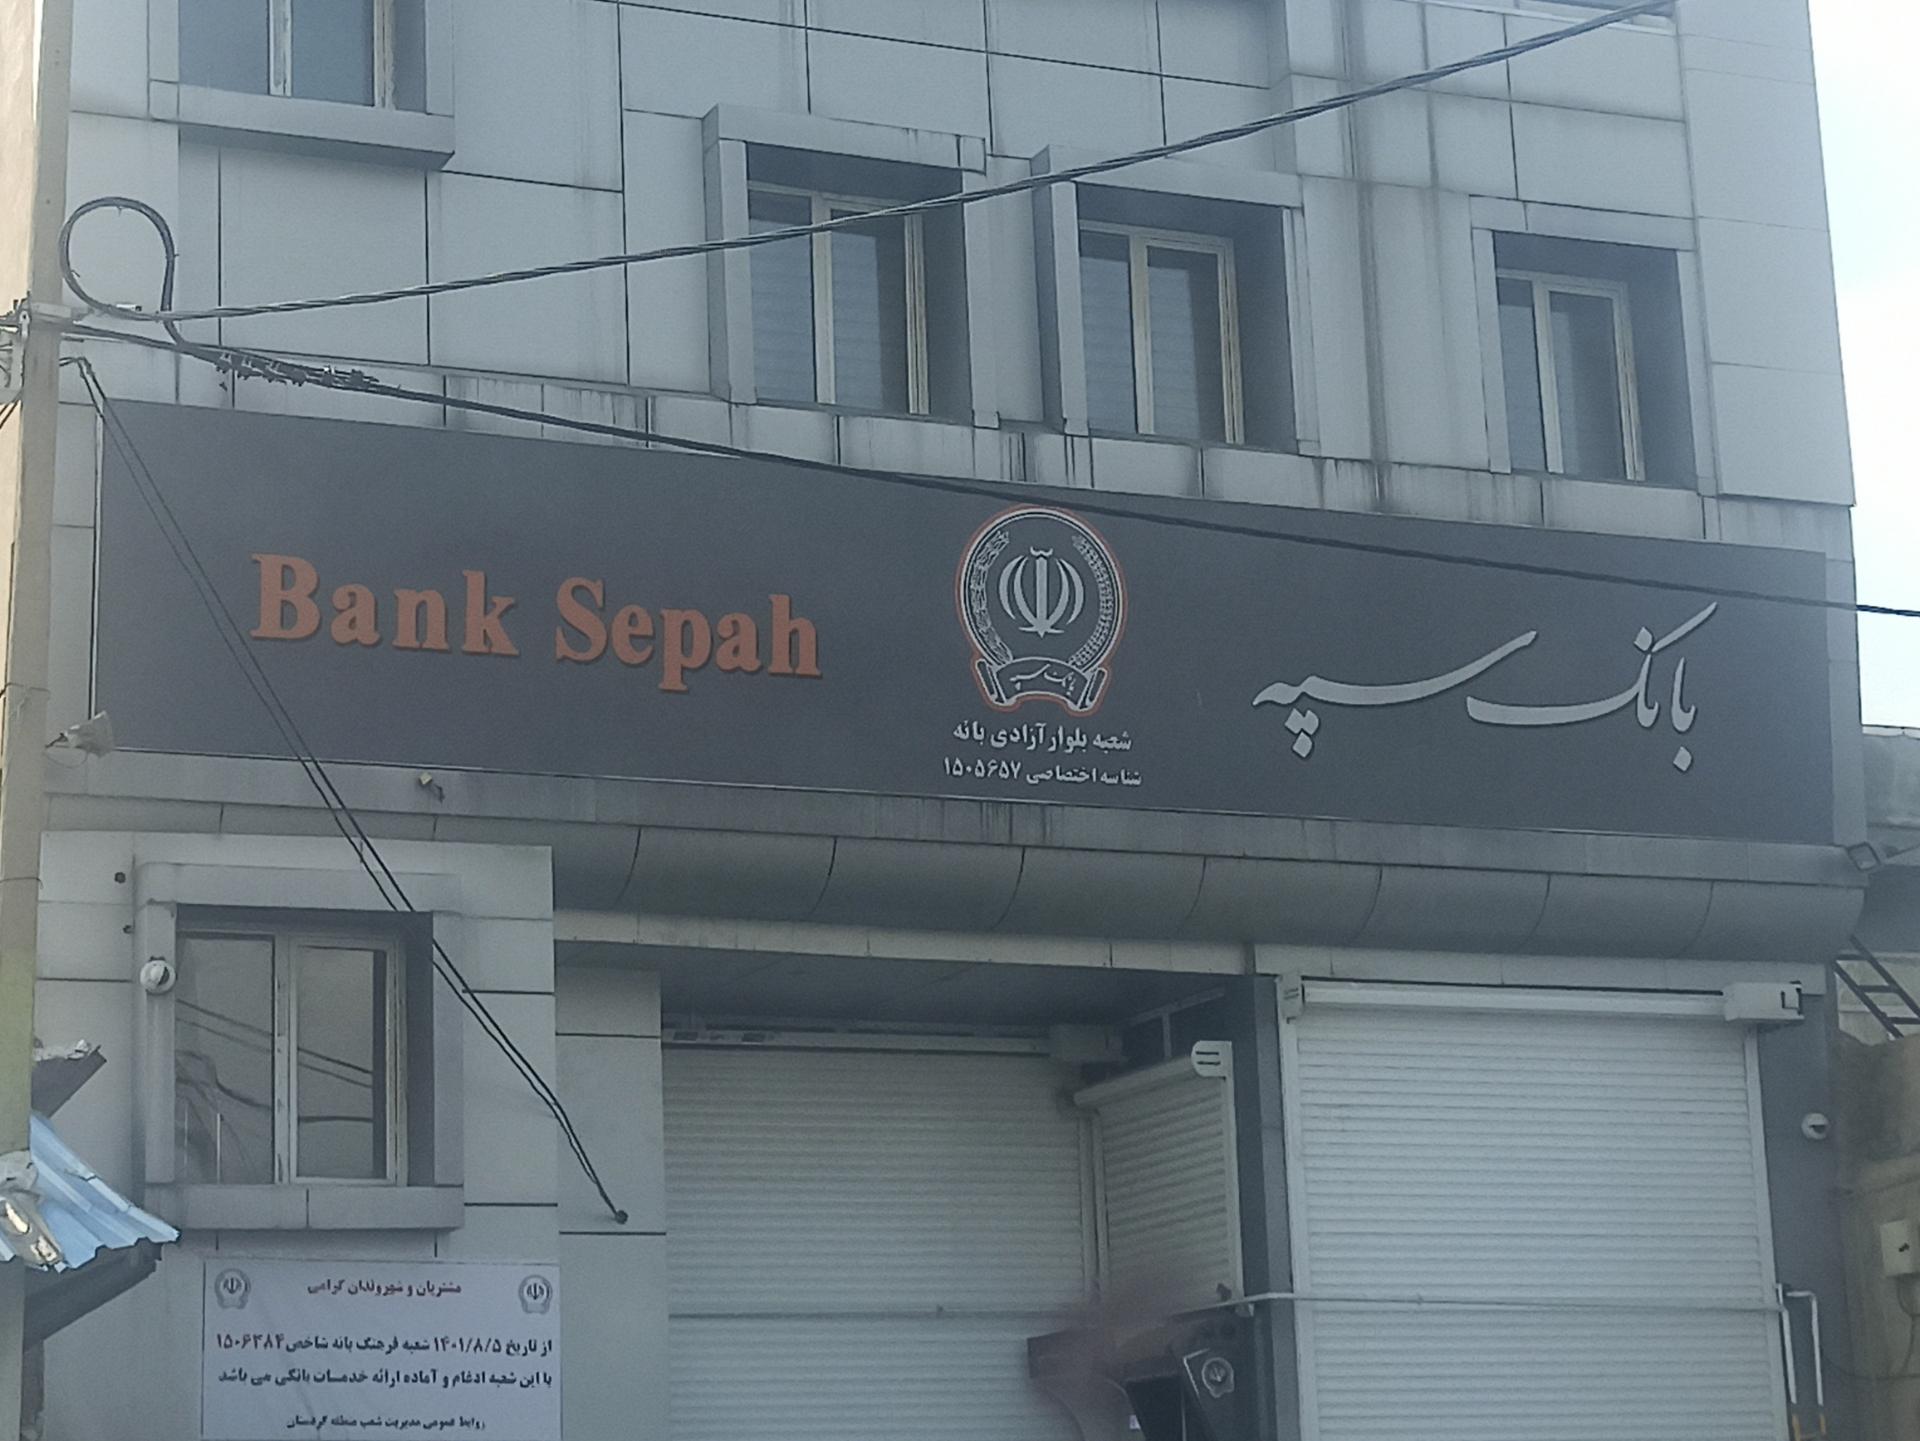 Bank Sepah
بانک سپه
بانک سپه
شعبه بلوار آزادی بانه
شناسه اختصاصی ۱۵۰۵۶۵۷
مشتریان و شهروندان گرامی
از تاریخ ۱۴۰۱/۸/۵ شعبه فرهنگ بانه شاخص ۱۵۰۶۳۸۴
با این شعبه ادغام و آماده ارائه خدمات بانکی می باشد
روابط عمومی مدیریت شعب منطقه کردستان